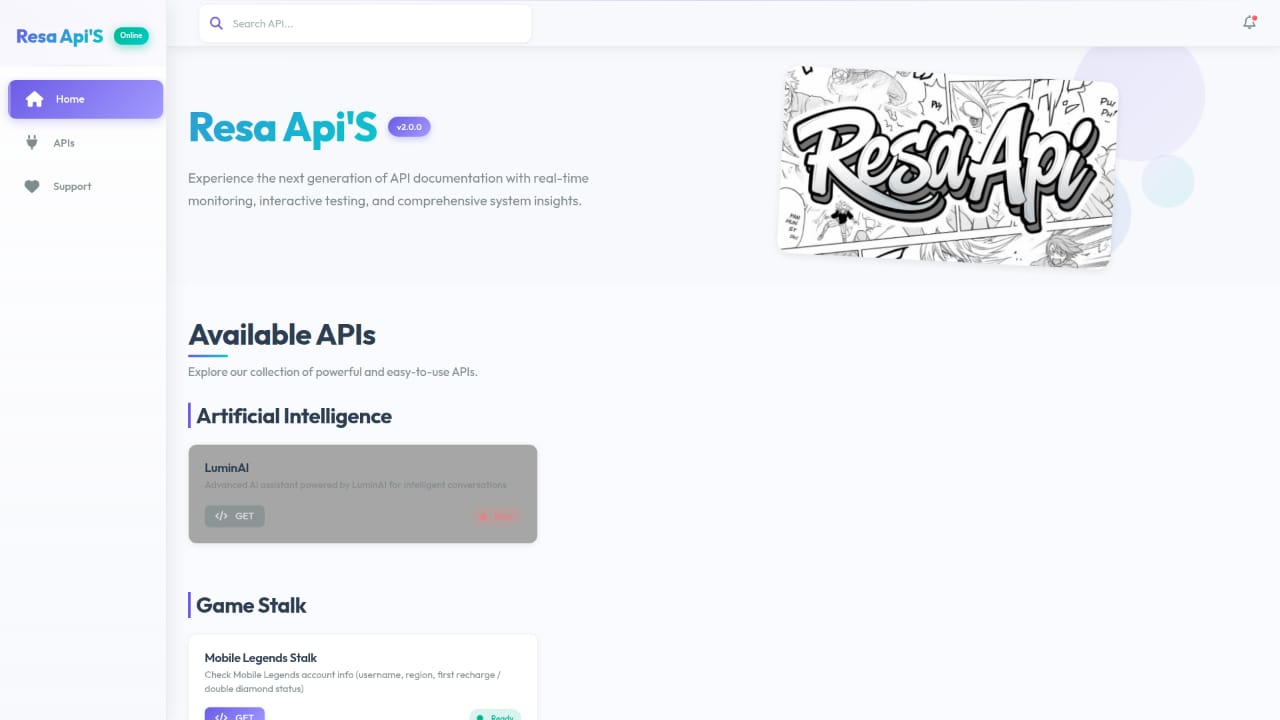 Resa Api'S
Online
Search API...
Home
APIs
Support
Resa Api'S
v2.0.0
Experience the next generation of API documentation with real-time
monitoring, interactive testing, and comprehensive system insights.
ResaApi
Available APIs
Explore our collection of powerful and easy-to-use APIs.
Artificial Intelligence
LuminAI
Advanced AI assistant powered by LuminAI for intelligent conversations
</> GET
Game Stalk
Mobile Legends Stalk
Check Mobile Legends account info (username, region, first recharge /
double diamond status)
</> GET
Ready